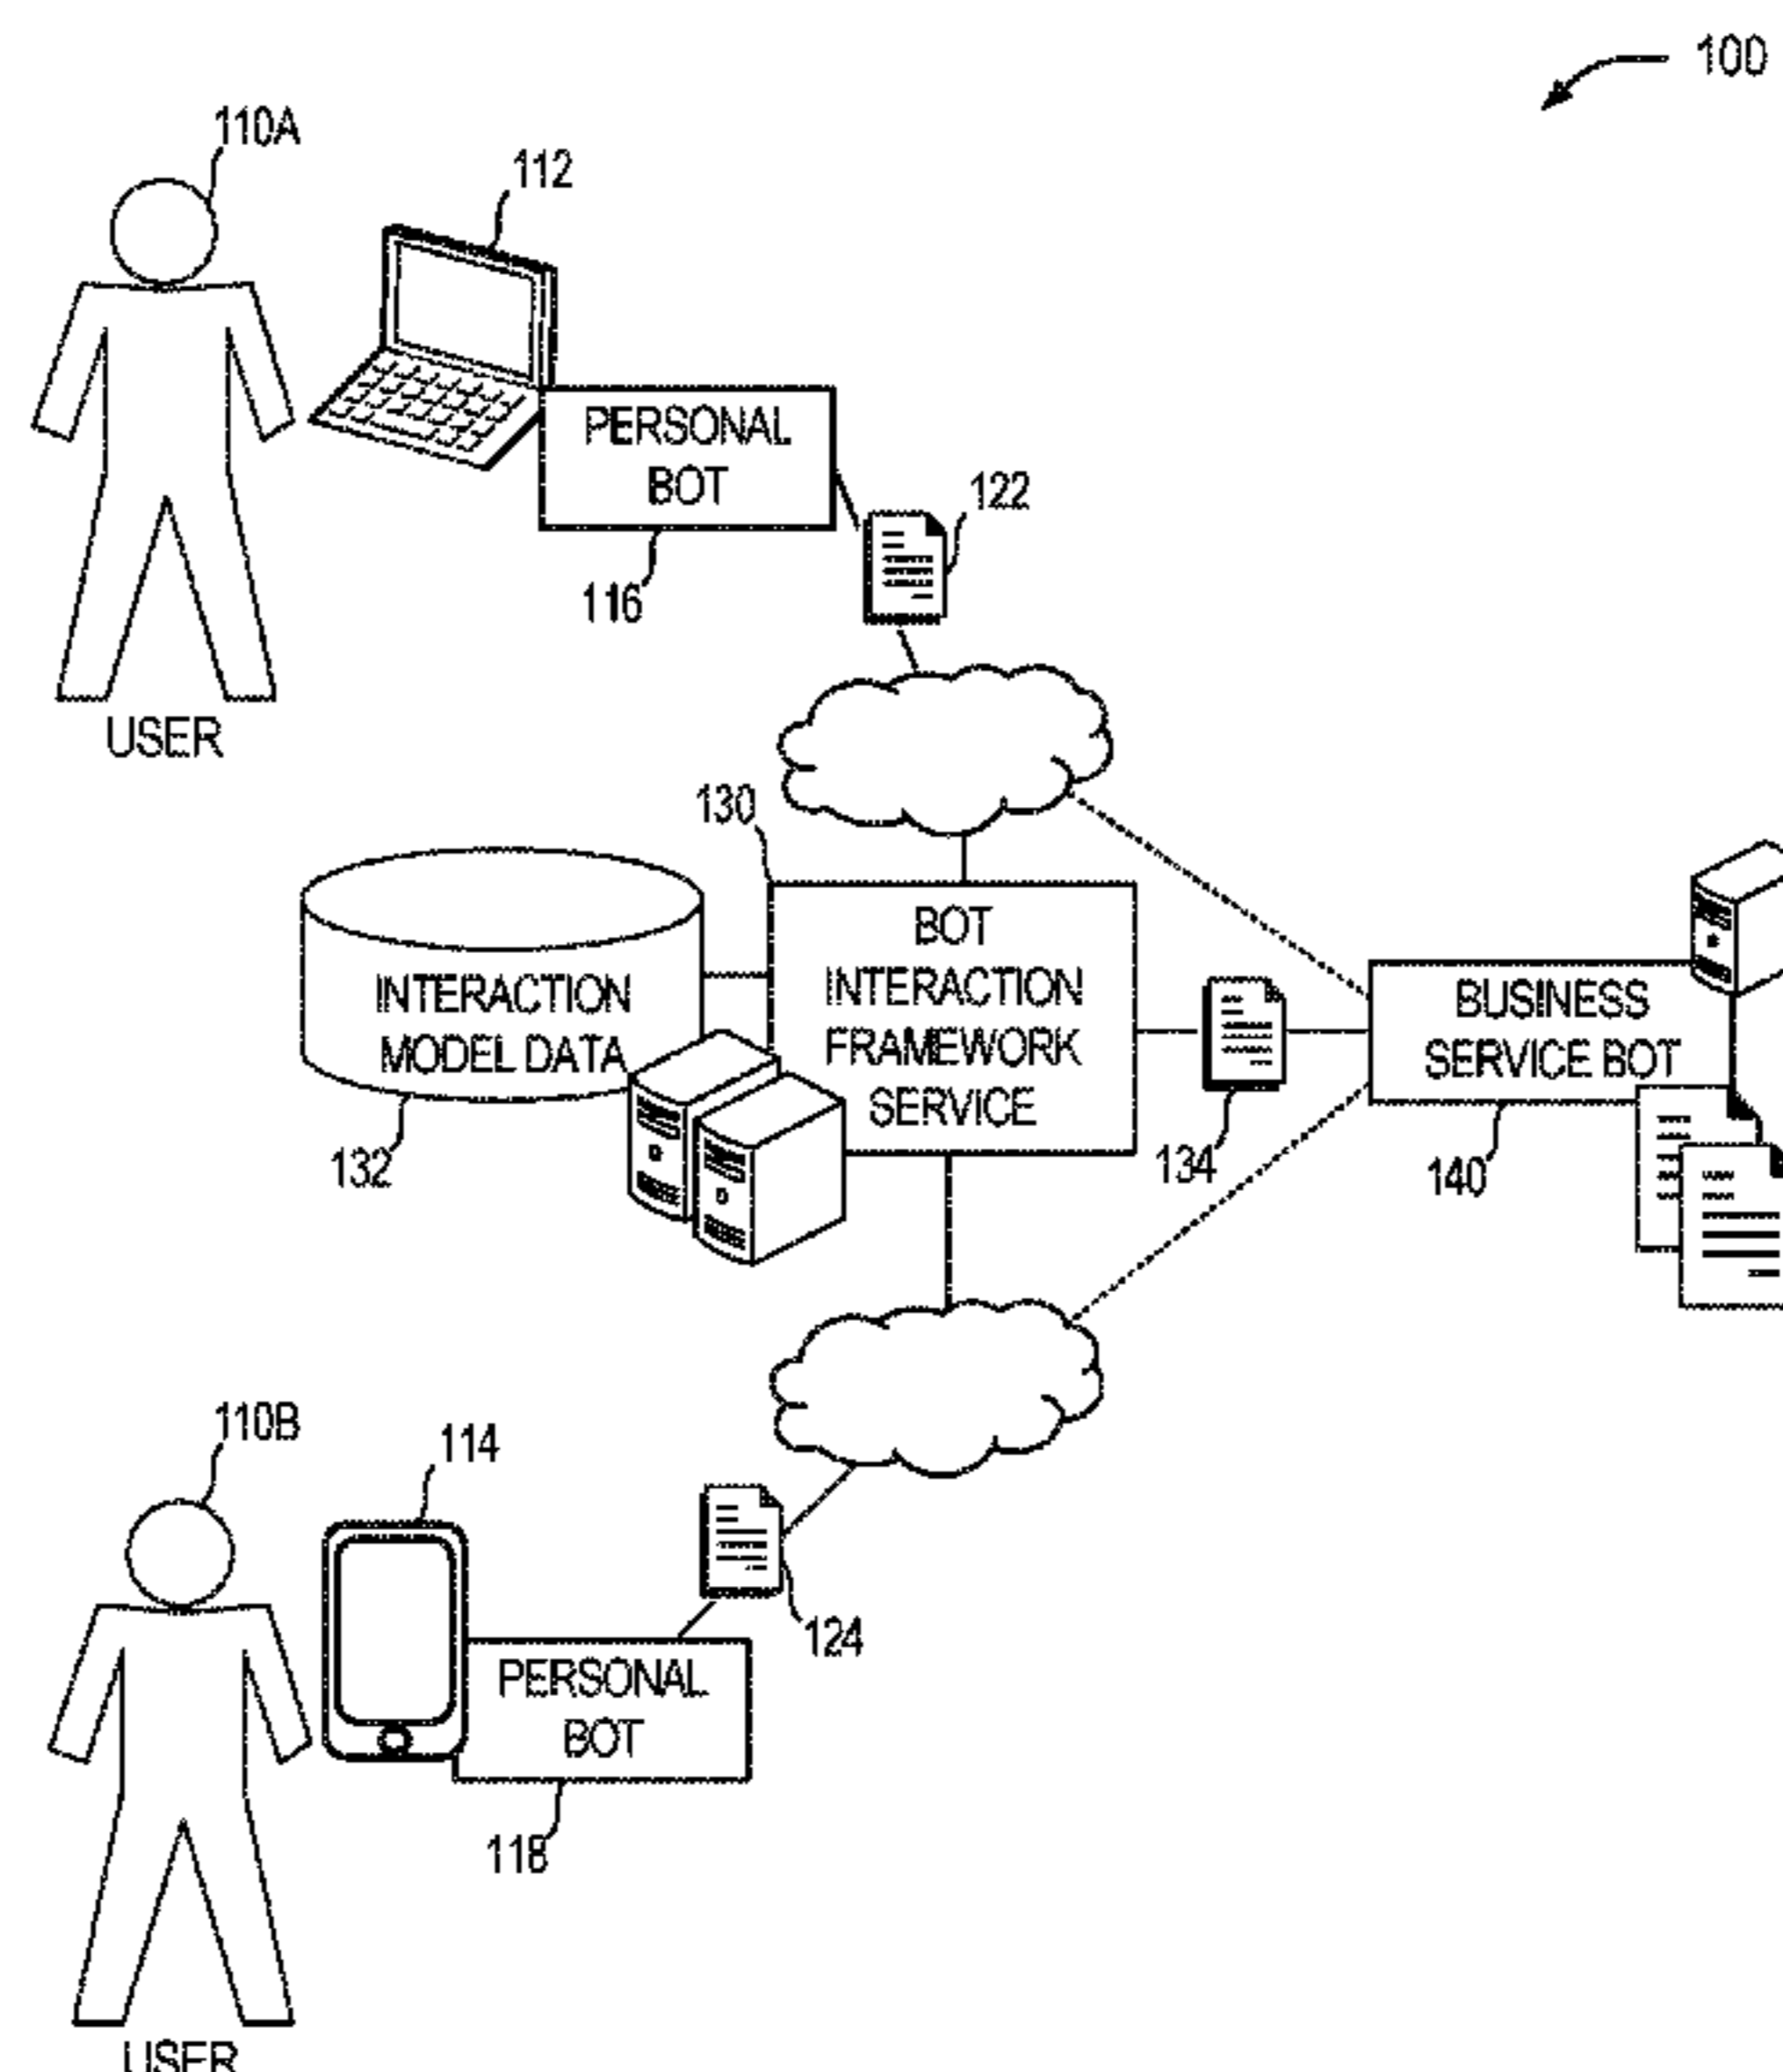 100
110A
112
PERSONAL
BOT
122
116
USER
130
BOT
INTERACTION
FRAMEWORK
SERVICE
INTERACTION
MODEL DATA
BUSINESS
SERVICE BOT
132
134
140
110B
114
124
PERSONAL
BOT
118
USER